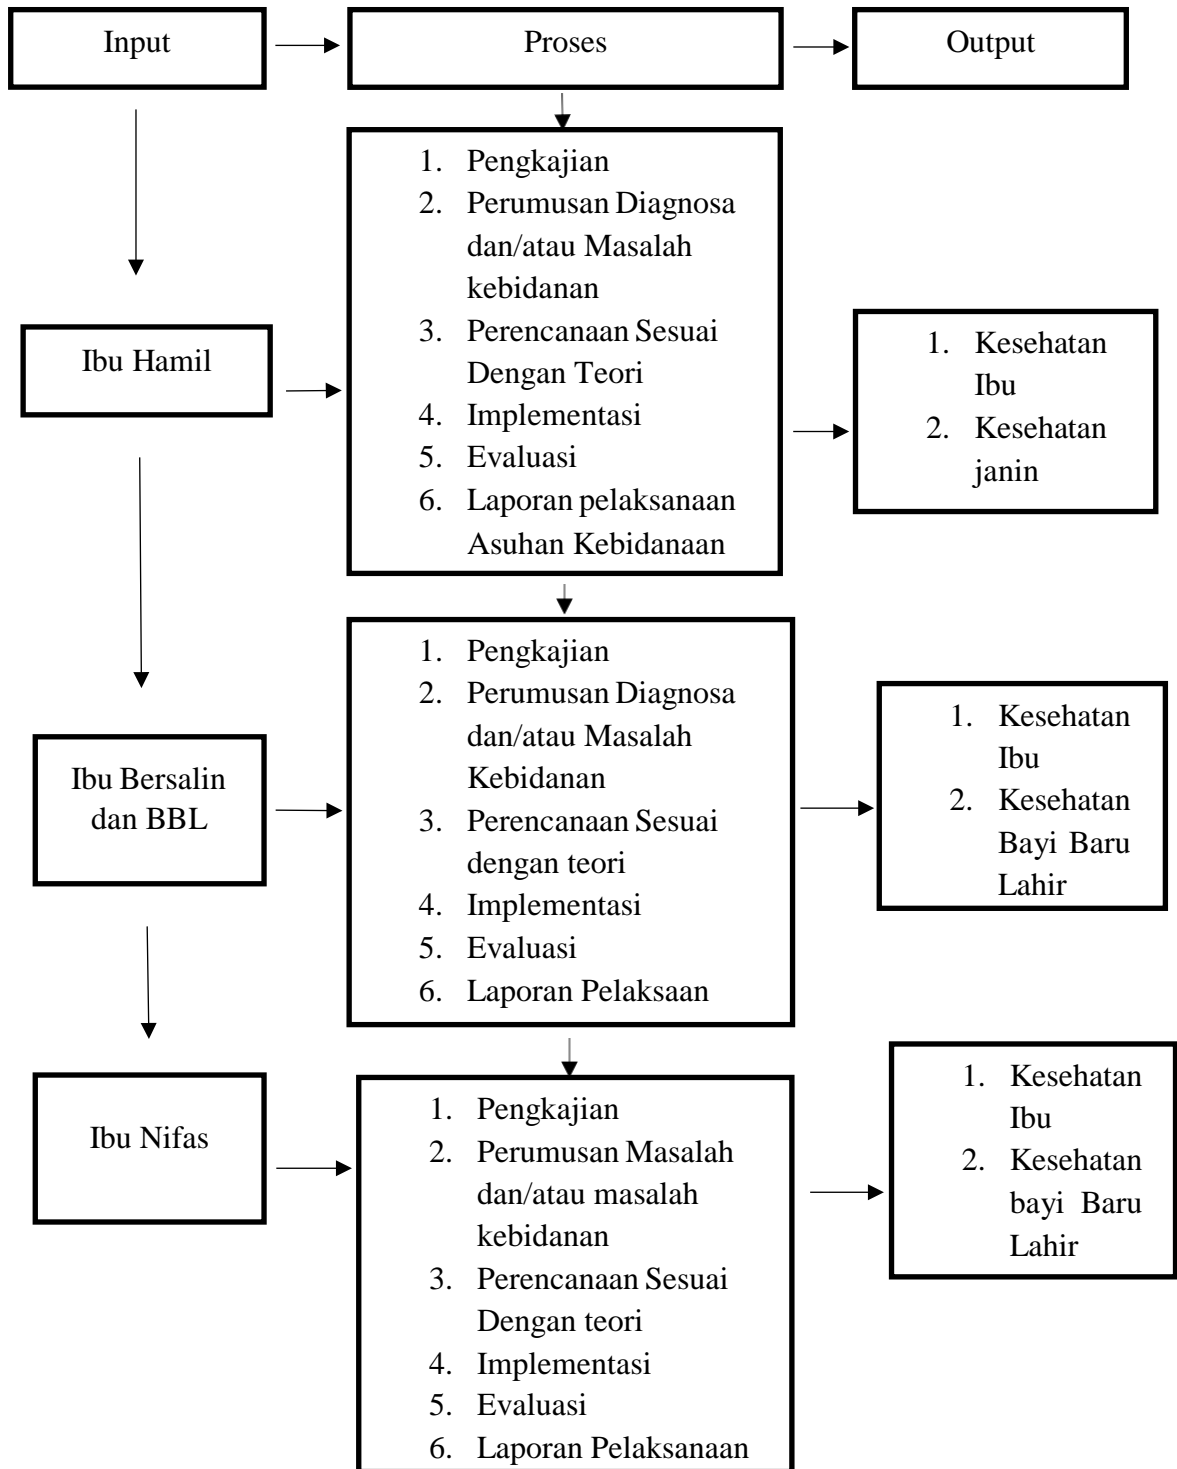 Input
Proses
Output
1. Pengkajian
2. Perumusan Diagnosa
dan/atau Masalah
kebidanan
3. Perencanaan Sesuai
Dengan Teori
4. Implementasi
5. Evaluasi
6. Laporan pelaksanaan
Asuhan Kebidanaan
Ibu Hamil
1. Kesehatan
Ibu
2. Kesehatan
janin
1. Pengkajian
2. Perumusan Diagnosa
dan/atau Masalah
Kebidanan
3. Perencanaan Sesuai
dengan teori
4. Implementasi
5. Evaluasi
6. Laporan Pelaksaan
Ibu Bersalin
dan BBL
1. Kesehatan
Ibu
2. Kesehatan
Bayi Baru
Lahir
Ibu Nifas
1. Pengkajian
2. Perumusan Masalah
dan/atau masalah
kebidanan
3. Perencanaan Sesuai
Dengan teori
4. Implementasi
5. Evaluasi
6. Laporan Pelaksanaan
1. Kesehatan
Ibu
2. Kesehatan
bayi Baru
Lahir